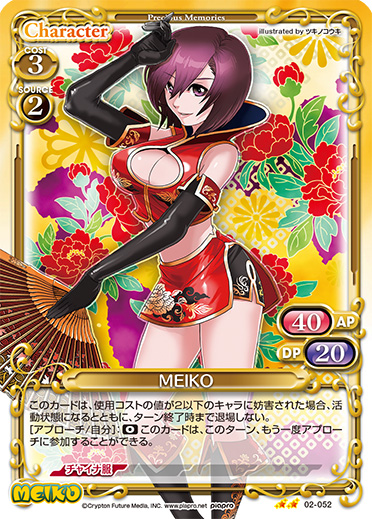 Precious Memories
Character
illustrated by ツキノコウキ
COST
3
SOURCE
2
40 AP
DP 20
MEIKO
このカードは、使用コストの値が2以下のキャラに妨害された場合、活
動状態になるとともに、ターン終了時まで退場しない。
[アプローチ/自分]:0このカードは、このターン、もう一度アプロー
チに参加することができる。
チャイナ服
MEIKO
©Crypton Future Media, INC. www.piapro.net piapro
02-052